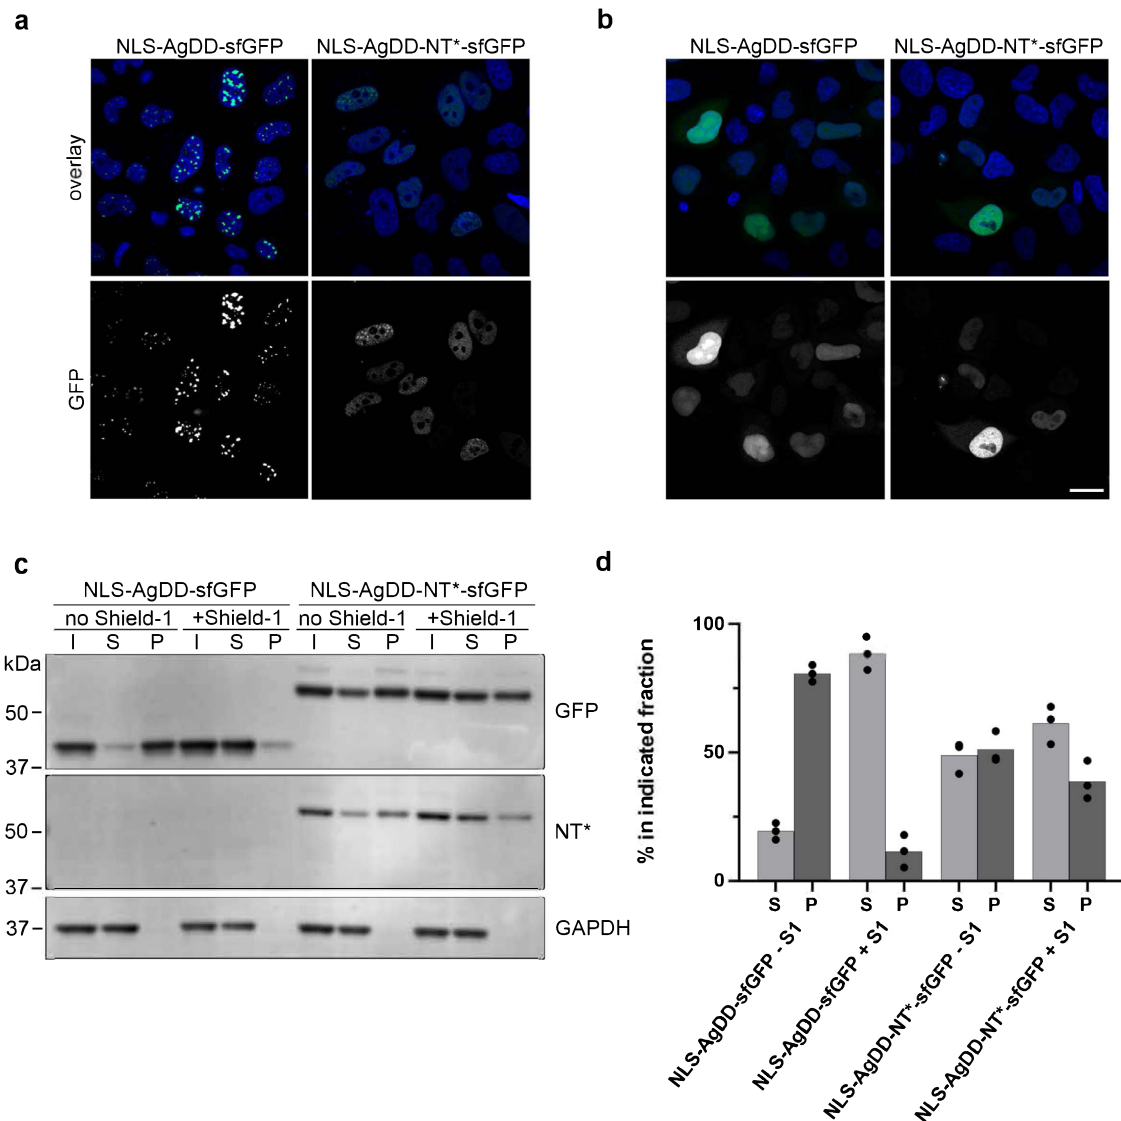 a
NLS-AgDD-sfGFP NLS-AgDD-NT*-sfGFP
overlay
GFP
b
NLS-AgDD-sfGFP NLS-AgDD-NT*-sfGFP
c
NLS-AgDD-sfGFP NLS-AgDD-NT*-sfGFP
no Shield-1 +Shield-1 no Shield-1 +Shield-1
I S P I S P I S P I S P
kDa
50
37
GFP
50
37
NT*
37
GAPDH
d
% in indicated fraction
100
50
0
S P S P S P S P
NLS-AgDD-sfGFP - S1
NLS-AgDD-sfGFP + S1
NLS-AgDD-NT*-sfGFP - S1
NLS-AgDD-NT*-sfGFP + S1